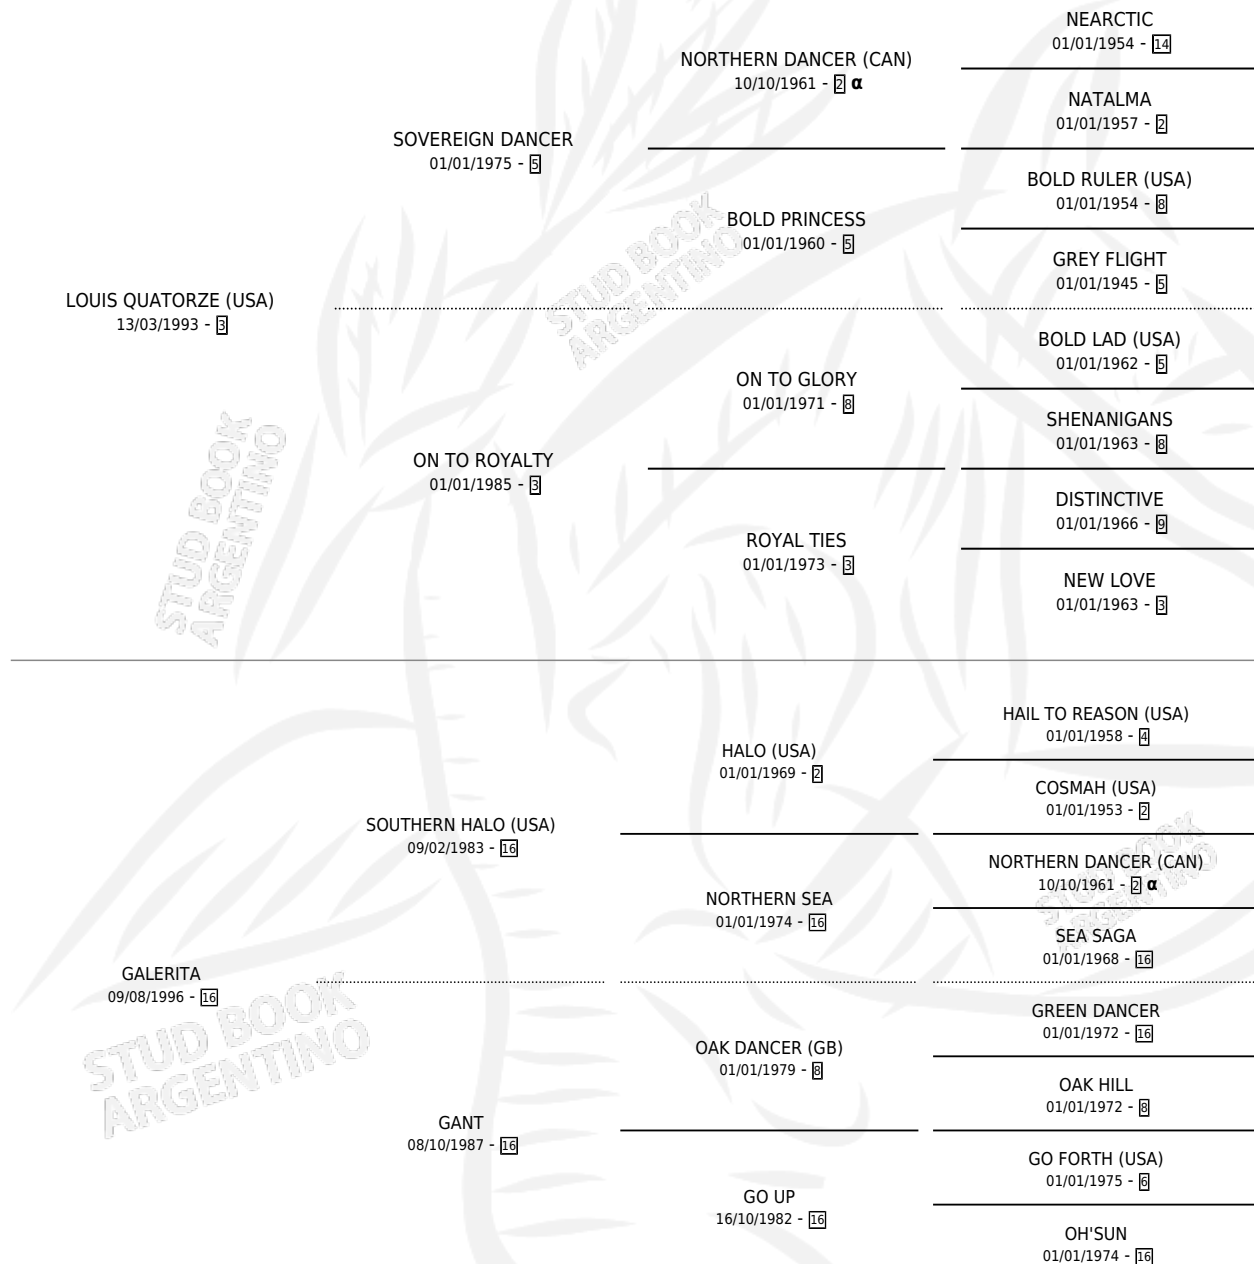 NEARCTIC
01/01/1954 - 14
NORTHERN DANCER (CAN)
10/10/1961 - 2 α
NATALMA
01/01/1957 - 2
SOVEREIGN DANCER
01/01/1975 - 5
BOLD RULER (USA)
01/01/1954 - 8
BOLD PRINCESS
01/01/1960 - 5
GREY FLIGHT
01/01/1945 - 5
STUD BOOK
ARGENTINO
LOUIS QUATORZE (USA)
13/03/1993 - 3
BOLD LAD (USA)
01/01/1962 - 5
ON TO GLORY
01/01/1971 - 8
SHENANIGANS
01/01/1963 - 8
ON TO ROYALTY
01/01/1985 - 3
DISTINCTIVE
01/01/1966 - 9
ROYAL TIES
01/01/1973 - 3
NEW LOVE
01/01/1963 - 3
STUD BOOK
ARGENTINO
HAIL TO REASON (USA)
01/01/1958 - 4
HALO (USA)
01/01/1969 - 2
COSMAH (USA)
01/01/1953 - 2
SOUTHERN HALO (USA)
09/02/1983 - 16
NORTHERN DANCER (CAN)
10/10/1961 - 2 α
STUD BOOK
ARGENTINO
NORTHERN SEA
01/01/1974 - 16
SEA SAGA
01/01/1968 - 16
GALERITA
09/08/1996 - 16
STUD BOOK
ARGENTINO
GREEN DANCER
01/01/1972 - 16
OAK DANCER (GB)
01/01/1979 - 8
OAK HILL
01/01/1972 - 8
GANT
08/10/1987 - 16
GO FORTH (USA)
01/01/1975 - 6
GO UP
16/10/1982 - 16
OH'SUN
01/01/1974 - 16